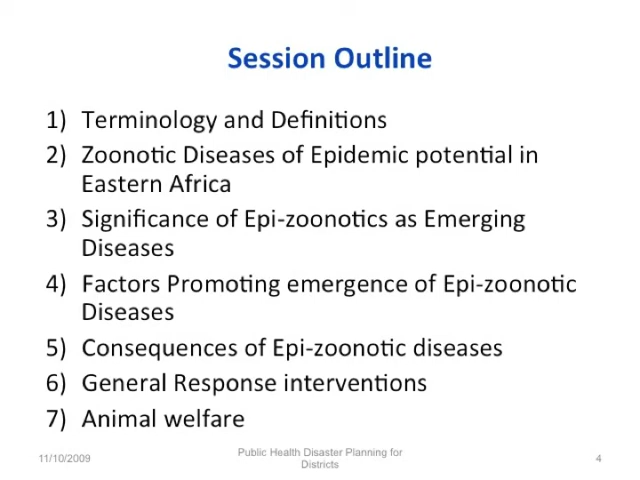 Session Outline
1) Terminology and Definitions
2) Zoonotic Diseases of Epidemic potential in
Eastern Africa
3) Significance of Epi-zoonotics as Emerging
Diseases
4) Factors Promoting emergence of Epi-zoonotic
Diseases
5) Consequences of Epi-zoonotic diseases
6) General Response interventions
7) Animal welfare
11/10/2009
Public Health Disaster Planning for
Districts
4